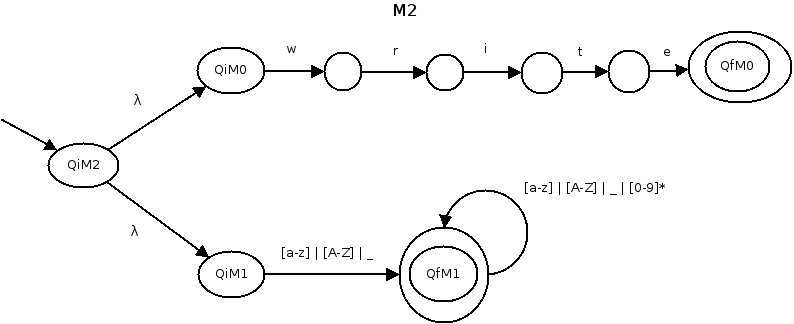 M2
w r i t e
QiM0 QfM0
λ
QiM2
[a-z] | [A-Z] | _ | [0-9]*
λ
[a-z] | [A-Z] | _
QiM1 QfM1